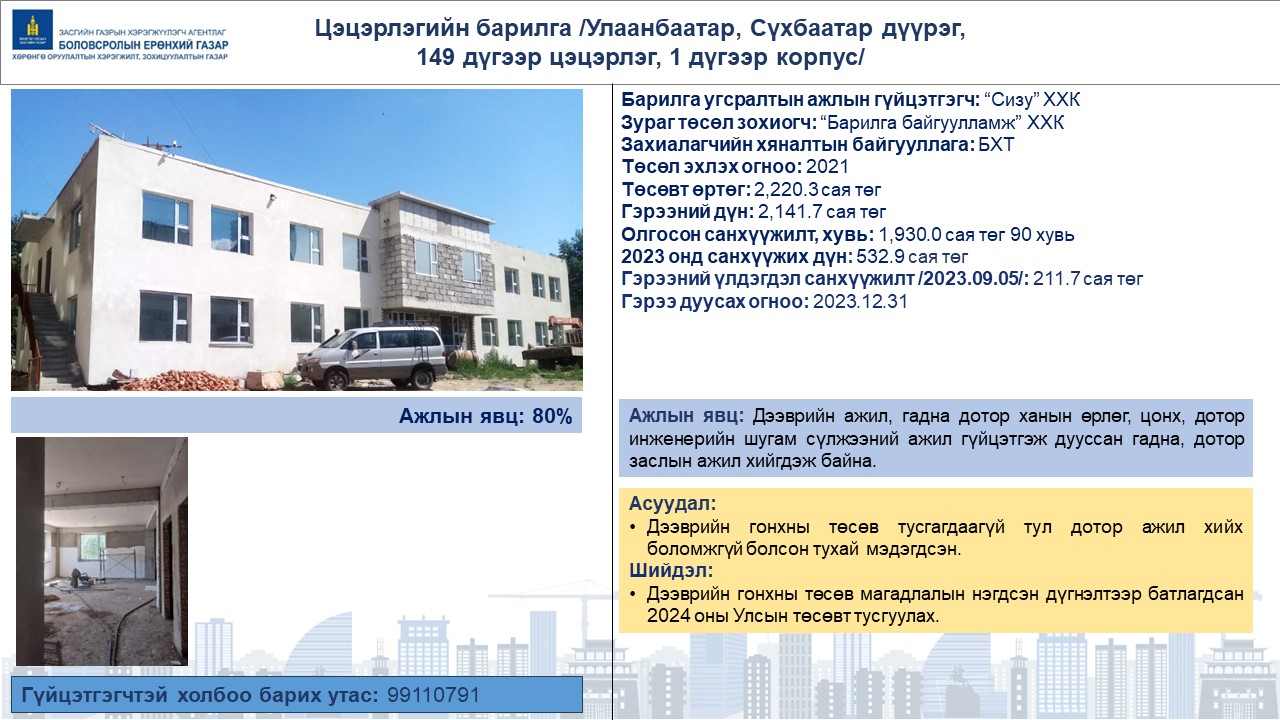 ЗАСГИЙН ГАЗРЫН ХЭРЭГЖҮҮЛЭГЧ АГЕНТЛАГ
БОЛОВСРОЛЫН ЕРӨНХИЙ ГАЗАР
ХӨРӨНГӨ ОРУУЛАЛТЫН ХЭРЭГЖИЛТ, ЗОХИЦУУЛАЛТЫН ГАЗАР
Цэцэрлэгийн барилга /Улаанбаатар, Сүхбаатар дүүрэг,
149 дүгээр цэцэрлэг, 1 дүгээр корпус/
Барилга угсралтын ажлын гүйцэтгэгч: “Сизу” ХХК
Зураг төсөл зохиогч: “Барилга байгуулламж” ХХК
Захиалагчийн хяналтын байгууллага: БХТ
Төсөл эхлэх огноо: 2021
Төсөвт өртөг: 2,220.3 сая төг
Гэрээний дүн: 2,141.7 сая төг
Олгосон санхүүжилт, хувь: 1,930.0 сая төг 90 хувь
2023 онд санхүүжих дүн: 532.9 сая төг
Гэрээний үлдэгдэл санхүүжилт /2023.09.05/: 211.7 сая төг
Гэрээ дуусах огноо: 2023.12.31
Ажлын явц: 80%
Ажлын явц: Дээврийн ажил, гадна дотор ханын өрлөг, цонх, дотор
инженерийн шугам сүлжээний ажил гүйцэтгэж дууссан гадна, дотор
заслын ажил хийгдэж байна.
Асуудал:
• Дээврийн гонхны төсөв тусгагдаагүй тул дотор ажил хийх
боломжгүй болсон тухай мэдэгдсэн.
Шийдэл:
• Дээврийн гонхны төсөв магадлалын нэгдсэн дүгнэлтээр батлагдсан
2024 оны Улсын төсөвт тусгуулах.
Гүйцэтгэгчтэй холбоо барих утас: 99110791